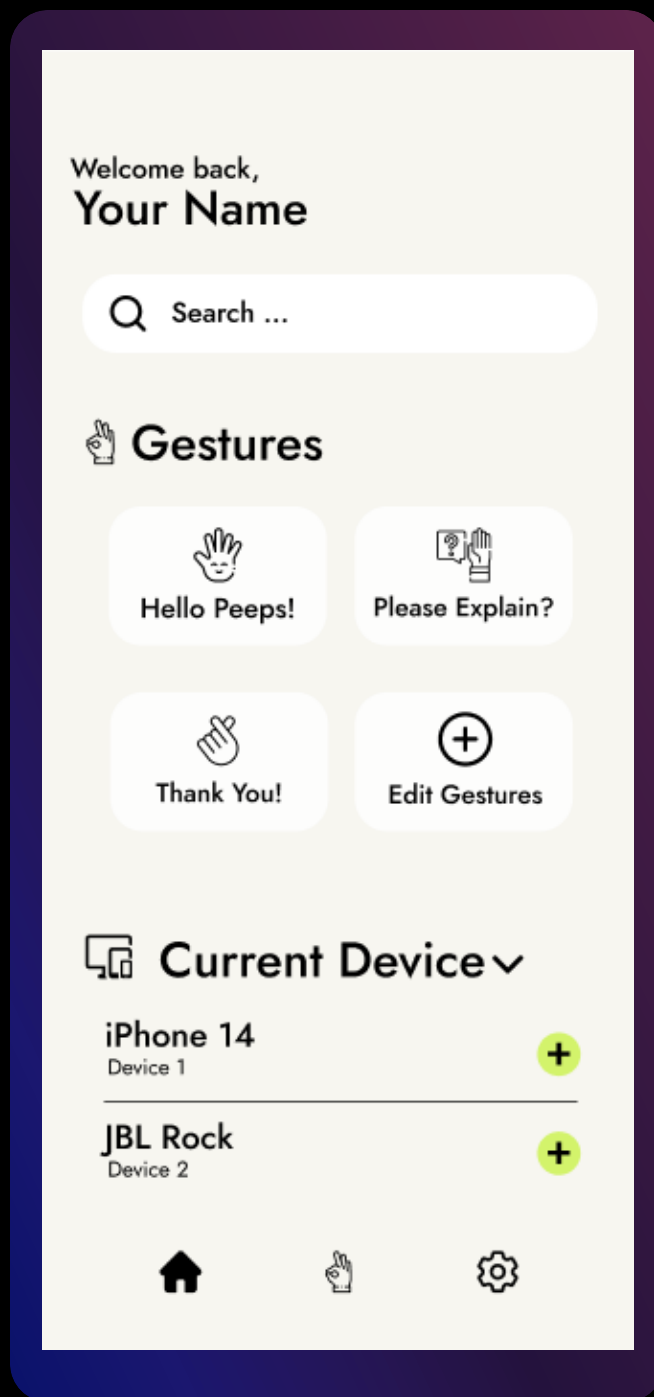 Welcome back,
Your Name
Search ...
Gestures
Hello Peeps!
Please Explain?
Thank You!
Edit Gestures
Current Device
iPhone 14
Device 1
JBL Rock
Device 2